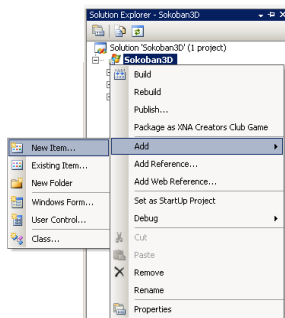 Solution Explorer - Sokoban3D
Solution 'Sokoban3D' (1 project)
Sokoban3D
Build
Rebuild
Publish...
Package as XNA Creators Club Game
Add
Add Reference...
Add Web Reference...
Set as StartUp Project
Debug
Cut
Paste
Remove
Rename
Properties
New Item...
Existing Item...
New Folder
Windows Form...
User Control...
Class...